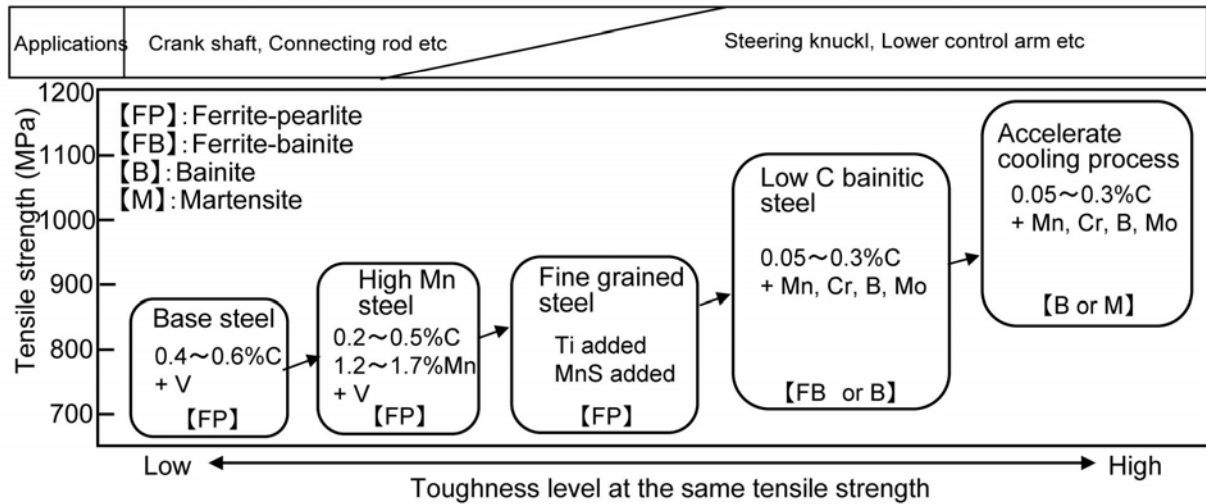 Applications
Crank shaft, Connecting rod etc
Steering knuckl, Lower control arm etc
Tensile strength (MPa)
1200
1100
1000
900
800
700
【FP】: Ferrite-pearlite
【FB】: Ferrite-bainite
【B】: Bainite
【M】: Martensite
Base steel
0.4～0.6%C
+ V
【FP】
High Mn
steel
0.2～0.5%C
1.2～1.7%Mn
+ V
【FP】
Fine grained
steel
Ti added
MnS added
【FP】
Low C bainitic
steel
0.05～0.3%C
+ Mn, Cr, B, Mo
【FB or B】
Accelerate
cooling process
0.05～0.3%C
+ Mn, Cr, B, Mo
【B or M】
Low
High
Toughness level at the same tensile strength